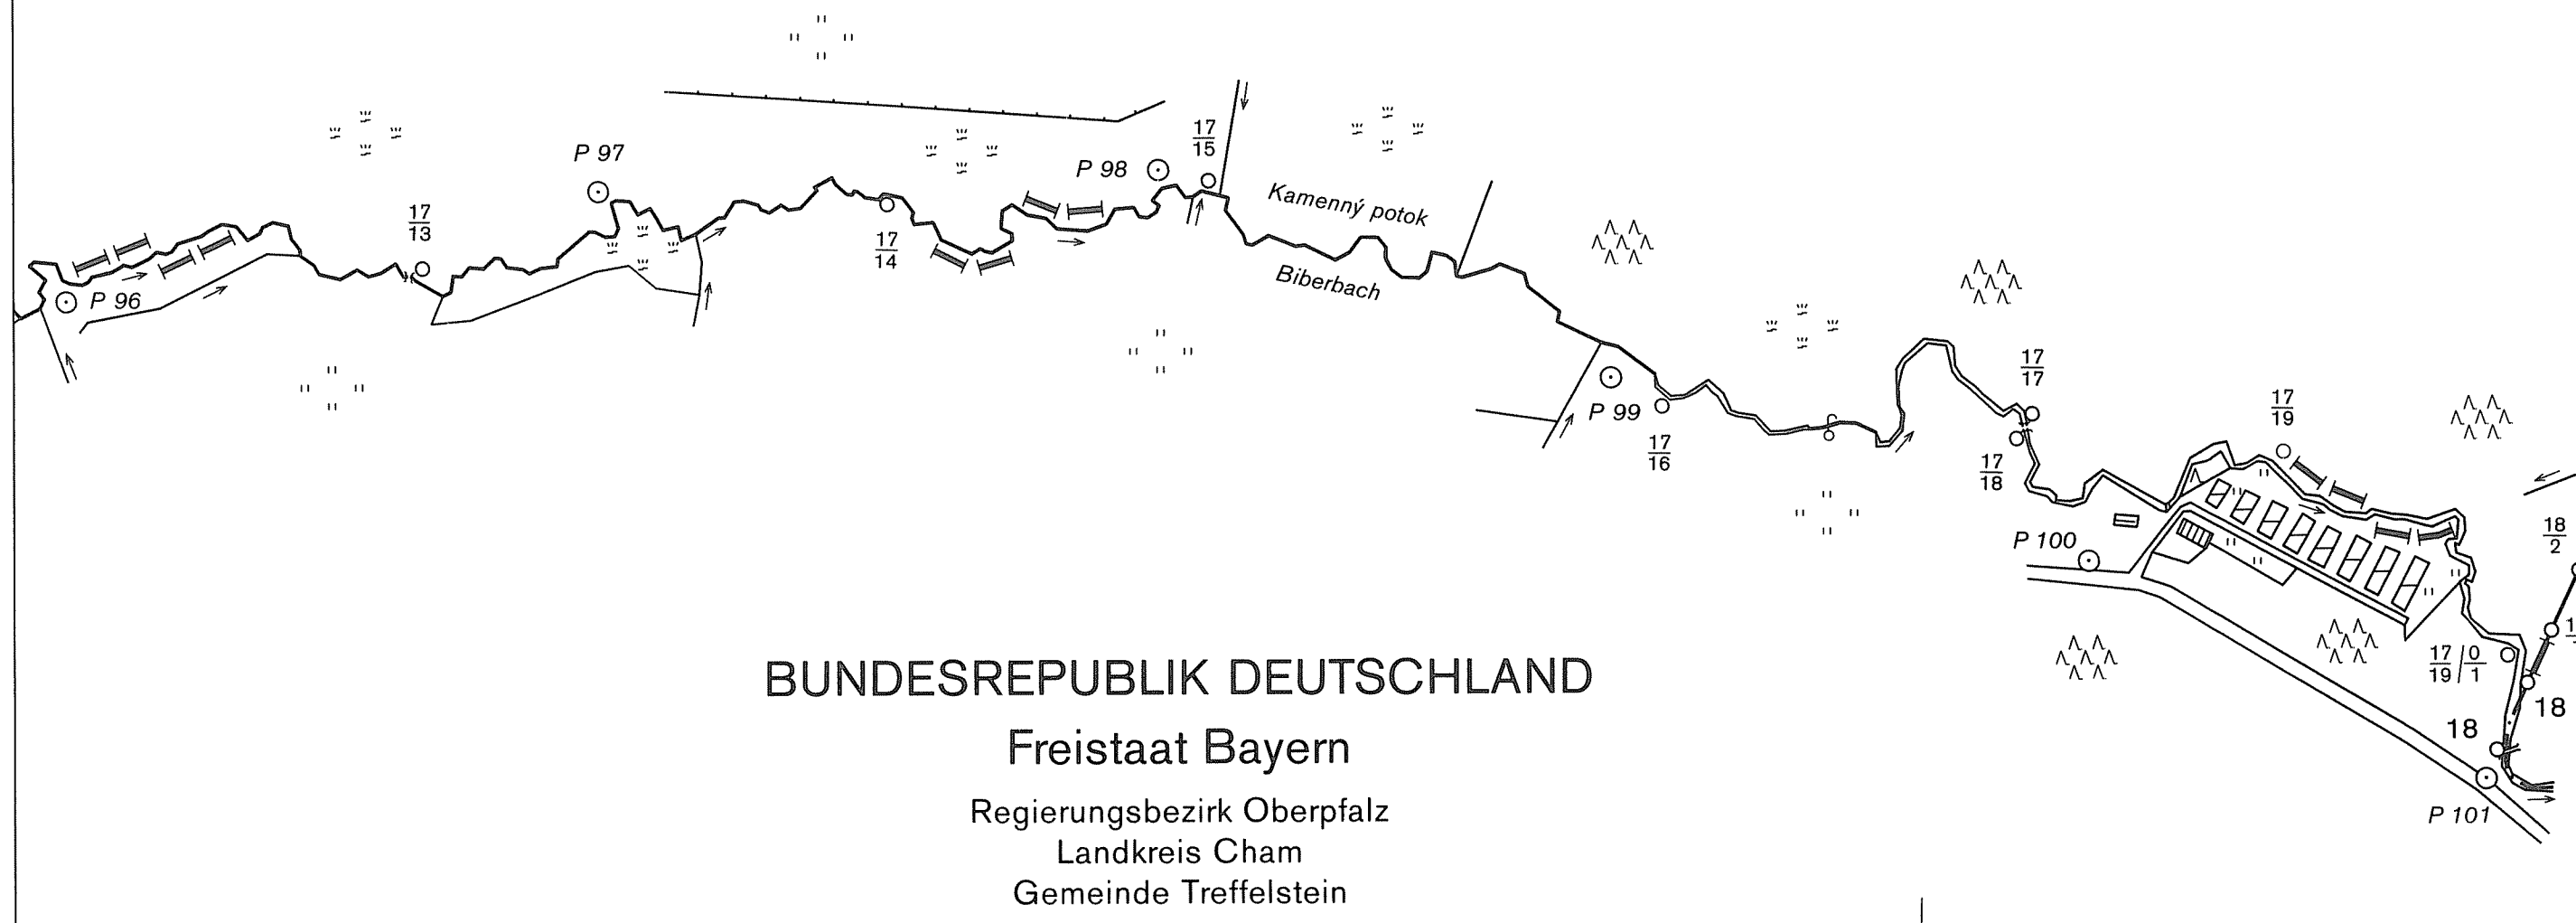 P 97
17
15
P 98
17
13
Kamenný potok
17
14
Biberbach
P 96
17
17
P 99
17
19
17
16
17
18
18
2
P 100
BUNDESREPUBLIK DEUTSCHLAND
17
19 / 0
1
18
18
Freistaat Bayern
Regierungsbezirk Oberpfalz
P 101
Landkreis Cham
Gemeinde Treffelstein